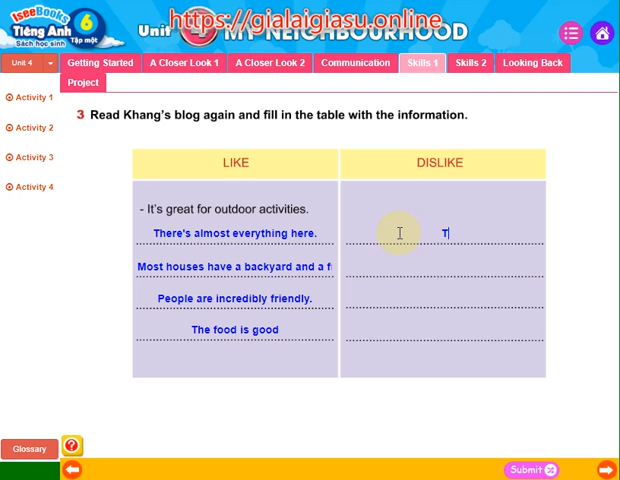 IseeBooks
Tiếng Anh 6
Tập một
Sách học sinh
https://gialaigiasu.online
Unit 4 MY NEIGHBOURHOOD
Unit 4
Getting Started
A Closer Look 1
A Closer Look 2
Communication
Skills 1
Skills 2
Looking Back
Project
Activity 1
Activity 2
Activity 3
Activity 4
3 Read Khang's blog again and fill in the table with the information.
LIKE
DISLIKE
- It's great for outdoor activities.
There's almost everything here.
T
Most houses have a backyard and a f
People are incredibly friendly.
The food is good
Glossary
?
Submit